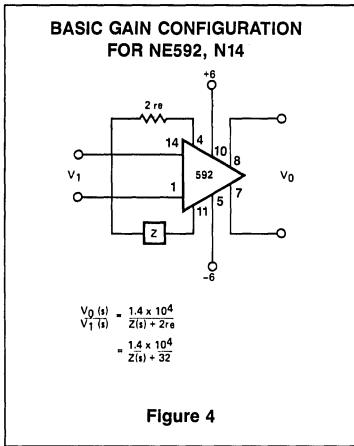 BASIC GAIN CONFIGURATION
FOR NE592, N14
2 re
+6
4
10
14
8
V1
592
V0
1
7
5
11
Z
−6
V0 (s) / V1 (s) = 1.4 x 10^4 / Z(s) + 2re
= 1.4 x 10^4 / Z(s) + 32
Figure 4